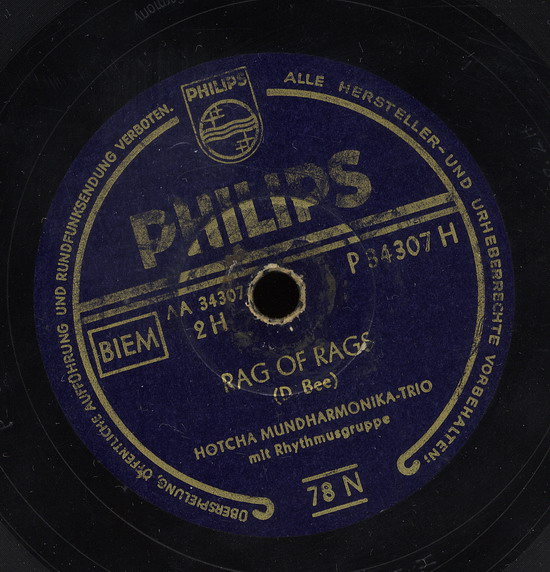 PHILIPS
ALLE HERSTELLER- UND URHEBERRECHTE VORBEHALTEN:
ÜBERSPIELUNG, ÖFFENTLICHE AUFFÜHRUNG UND RUNDFUNKSENDUNG VERBOTEN.
PHILIPS
P 34307 H
AA 34307
2 H
BIEM
RAG OF RAGS
(D. Bee)
HOTCHA MUNDHARMONIKA-TRIO
mit Rhythmusgruppe
78 N